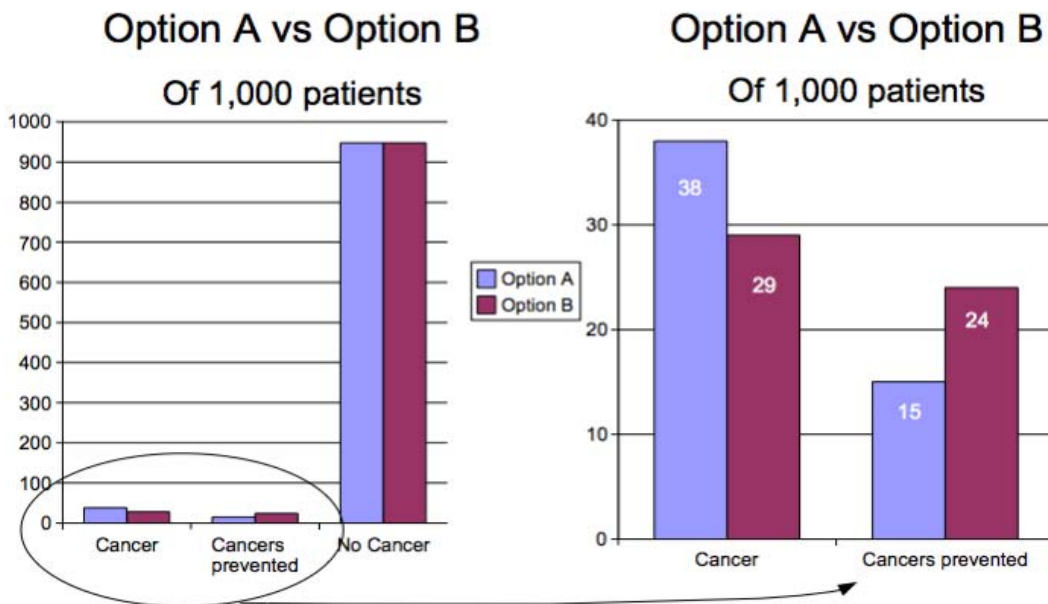 Option A vs Option B
Of 1,000 patients
1000
900
800
700
600
500
400
300
200
100
0
Cancer
Cancers
prevented
No Cancer
Option A
Option B
Option A vs Option B
Of 1,000 patients
40
30
20
10
0
38
29
15
24
Cancer
Cancers prevented